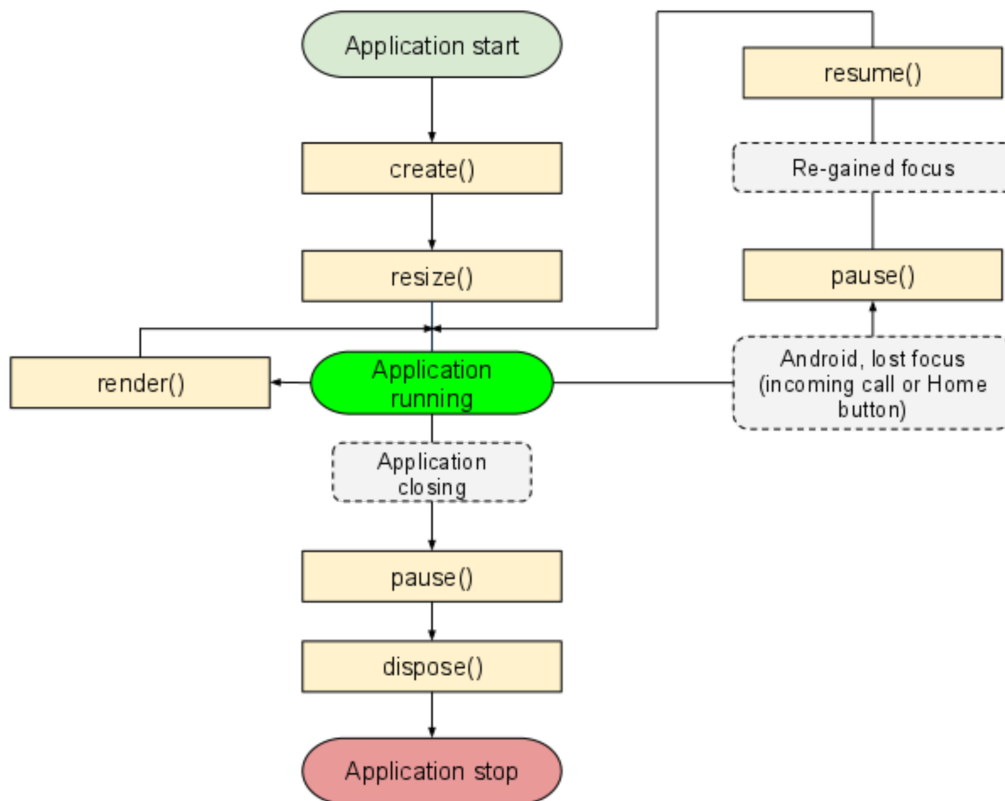 Application start
resume()
create()
Re-gained focus
resize()
pause()
render()
Application
running
Android, lost focus
(incoming call or Home
button)
Application
closing
pause()
dispose()
Application stop